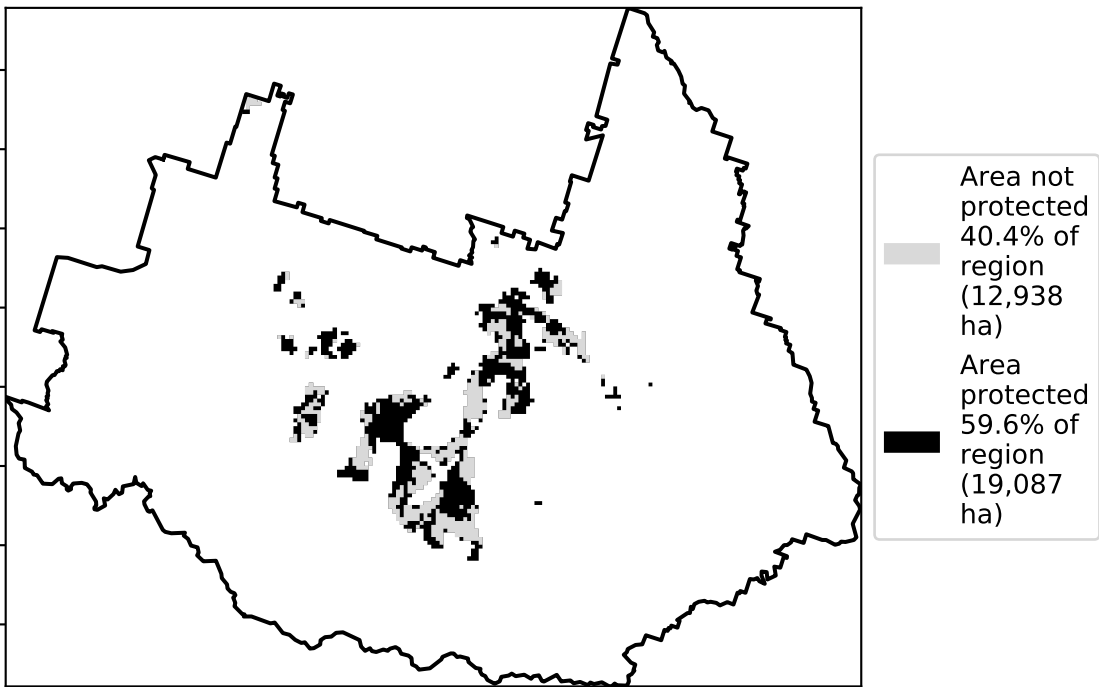 Area not
protected
40.4% of
region
(12,938
ha)
Area
protected
59.6% of
region
(19,087
ha)